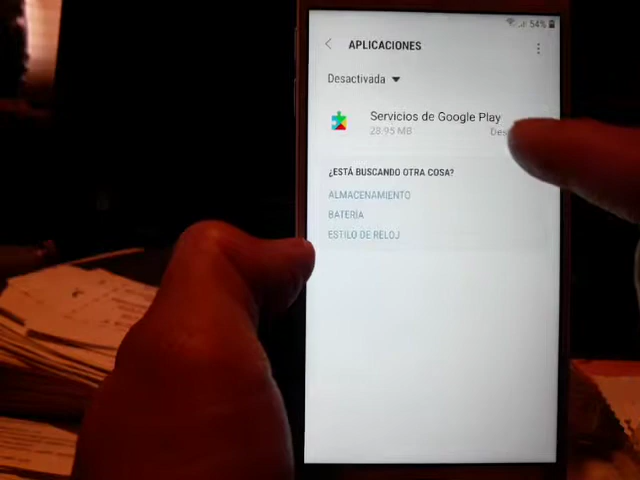 54%
APLICACIONES
Desactivada
Servicios de Google Play
28.95 MB
¿ESTÁ BUSCANDO OTRA COSA?
ALMACENAMIENTO
BATERÍA
ESTILO DE RELOJ